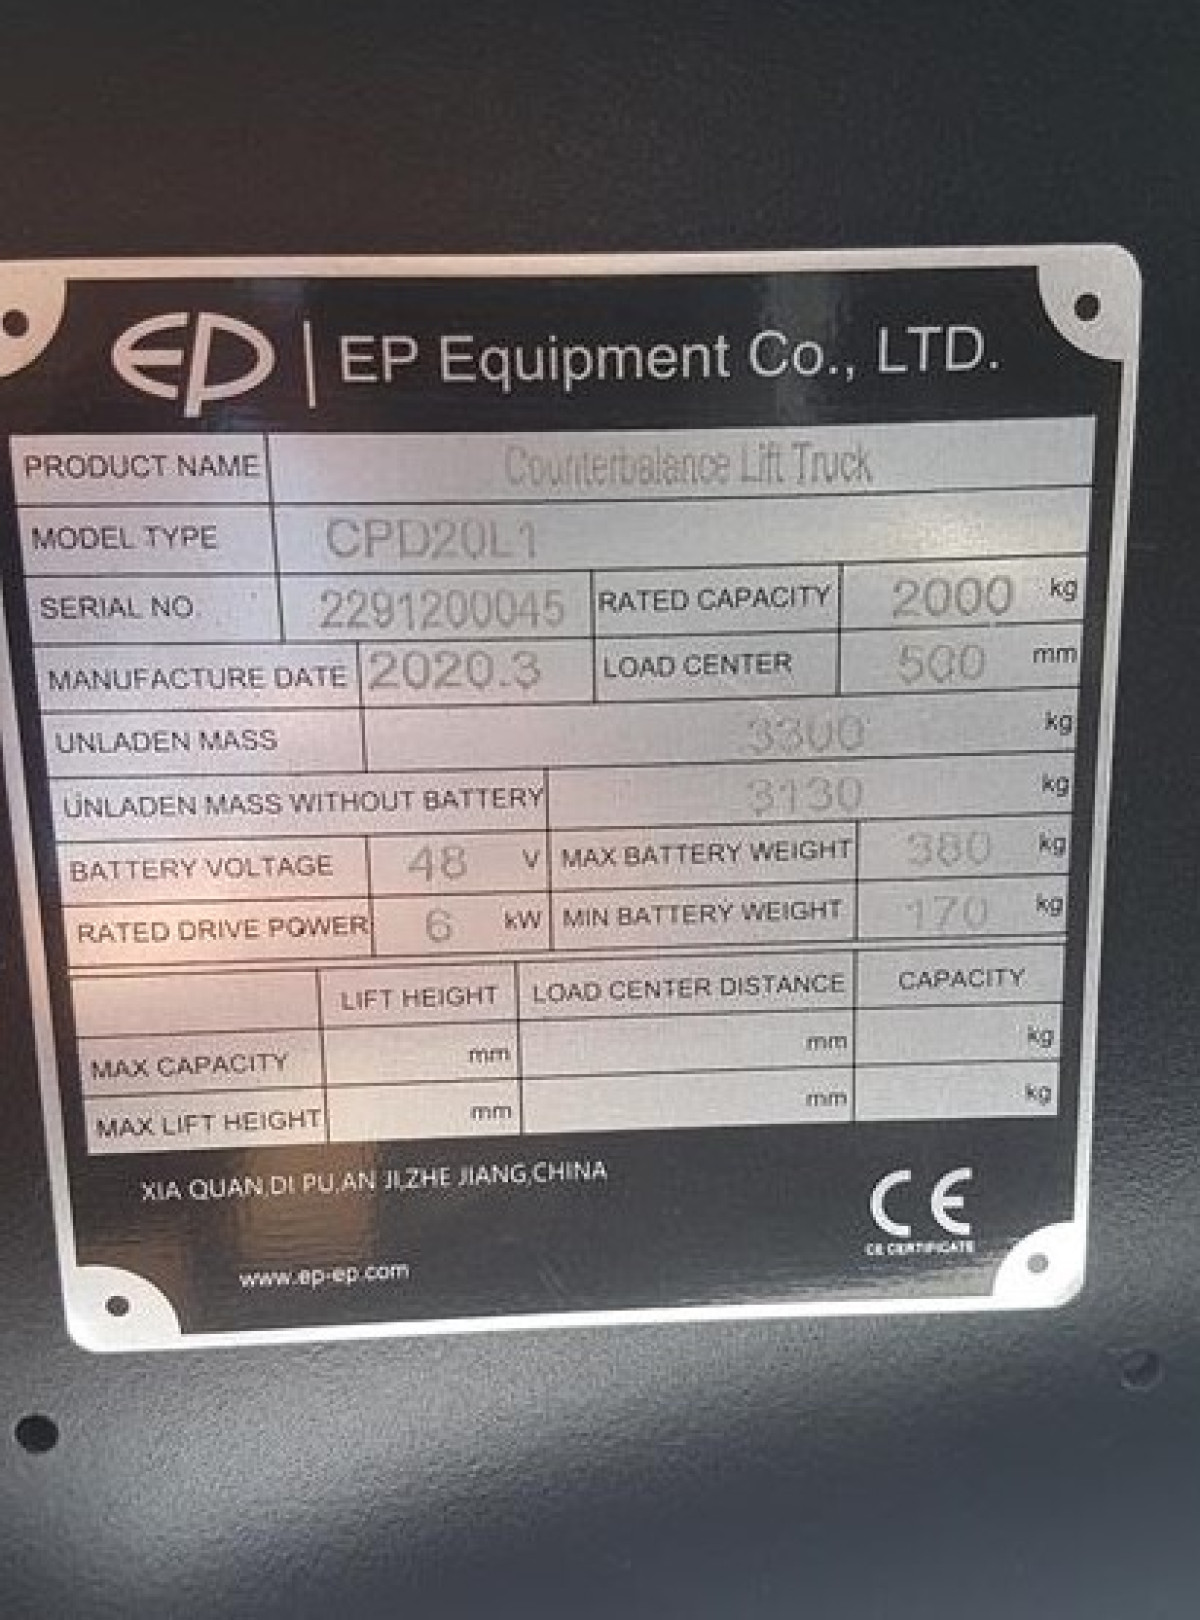 EP | EP Equipment Co., LTD.
PRODUCT NAME Counterbalance Lift Truck
MODEL TYPE CPD20L1
SERIAL NO. 2291200045 RATED CAPACITY 2000 kg
MANUFACTURE DATE 2020.3 LOAD CENTER 500 mm
UNLADEN MASS 3300 kg
UNLADEN MASS WITHOUT BATTERY 3130 kg
BATTERY VOLTAGE 48 V MAX BATTERY WEIGHT 380 kg
RATED DRIVE POWER 6 kW MIN BATTERY WEIGHT 170 kg
LIFT HEIGHT LOAD CENTER DISTANCE CAPACITY
MAX CAPACITY mm mm kg
MAX LIFT HEIGHT mm mm kg
XIA QUAN,DI PU,AN JI,ZHE JIANG,CHINA
CE
CE CERTIFICATE
www.ep-ep.com